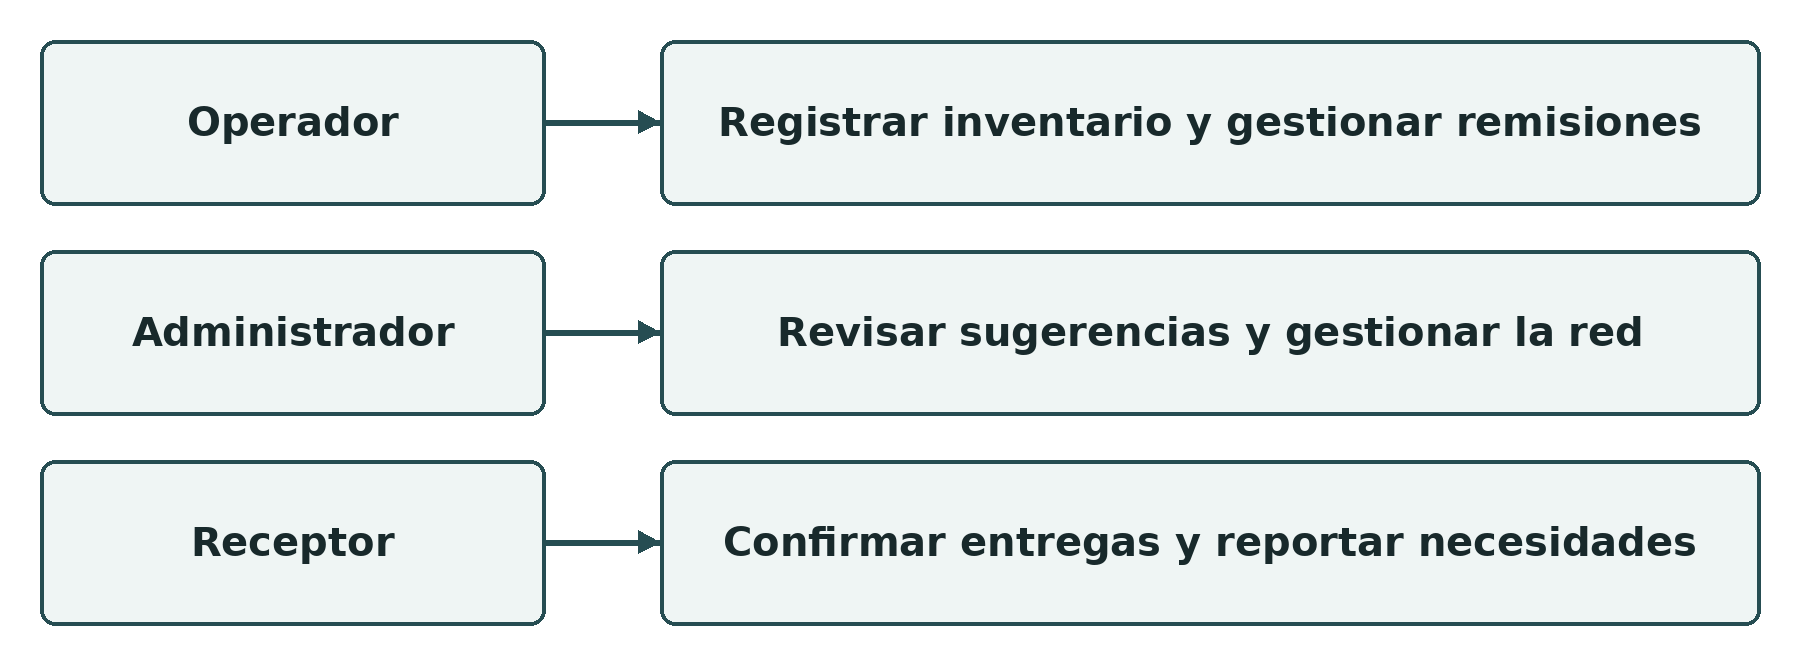 Operador
Registrar inventario y gestionar remisiones
Administrador
Revisar sugerencias y gestionar la red
Receptor
Confirmar entregas y reportar necesidades